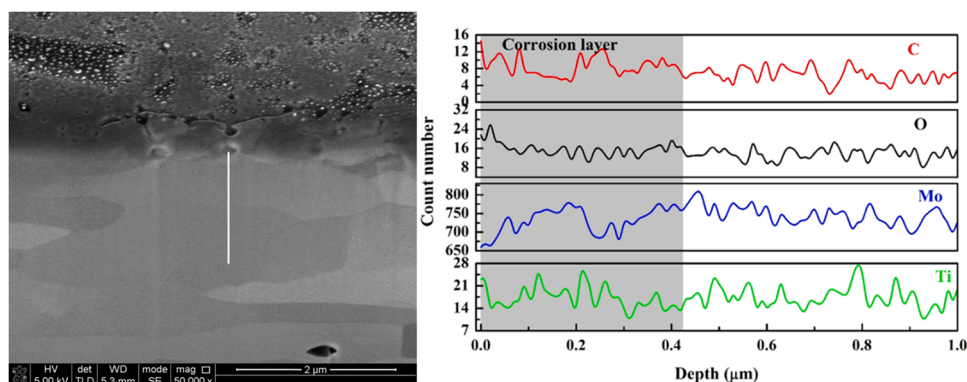 HV det WD mode mag □
5.00 kV TLD 5.3 mm SE 50,000 x
2 µm
Corrosion layer
C
16
12
8
4
0
O
32
24
16
8
Mo
800
750
700
650
Ti
28
21
14
7
Count number
0.0 0.2 0.4 0.6 0.8 1.0
Depth (µm)